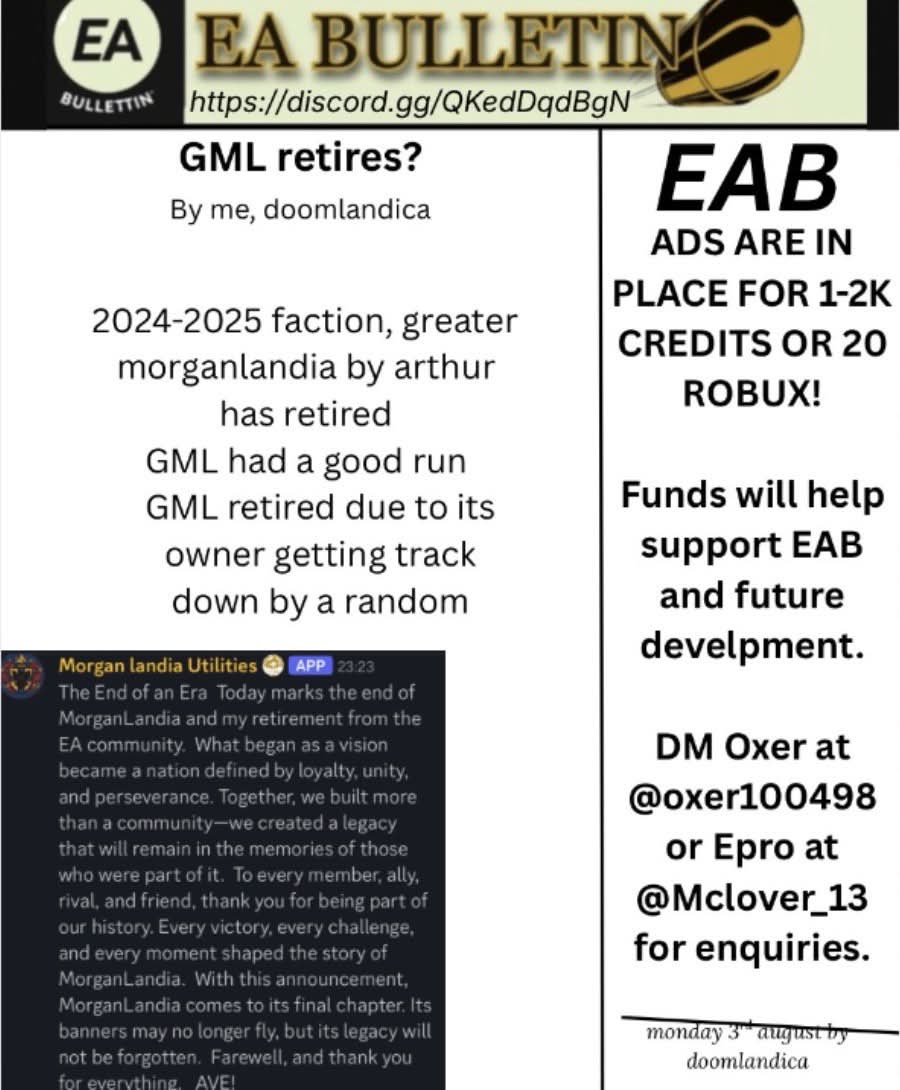 EA
BULLETTIN
EA BULLETIN
https://discord.gg/QKedDqdBgN
GML retires?
By me, doomlandica
2024-2025 faction, greater
morganlandia by arthur
has retired
GML had a good run
GML retired due to its
owner getting track
down by a random
Morgan landia Utilities APP 23:23
The End of an Era Today marks the end of
MorganLandia and my retirement from the
EA community. What began as a vision
became a nation defined by loyalty, unity,
and perseverance. Together, we built more
than a community—we created a legacy
that will remain in the memories of those
who were part of it. To every member, ally,
rival, and friend, thank you for being part of
our history. Every victory, every challenge,
and every moment shaped the story of
MorganLandia. With this announcement,
MorganLandia comes to its final chapter. Its
banners may no longer fly, but its legacy will
not be forgotten. Farewell, and thank you
for everything. AVE!
EAB
ADS ARE IN
PLACE FOR 1-2K
CREDITS OR 20
ROBUX!
Funds will help
support EAB
and future
develpment.
DM Oxer at
@oxer100498
or Epro at
@Mclover_13
for enquiries.
monday 3rd august by
doomlandica